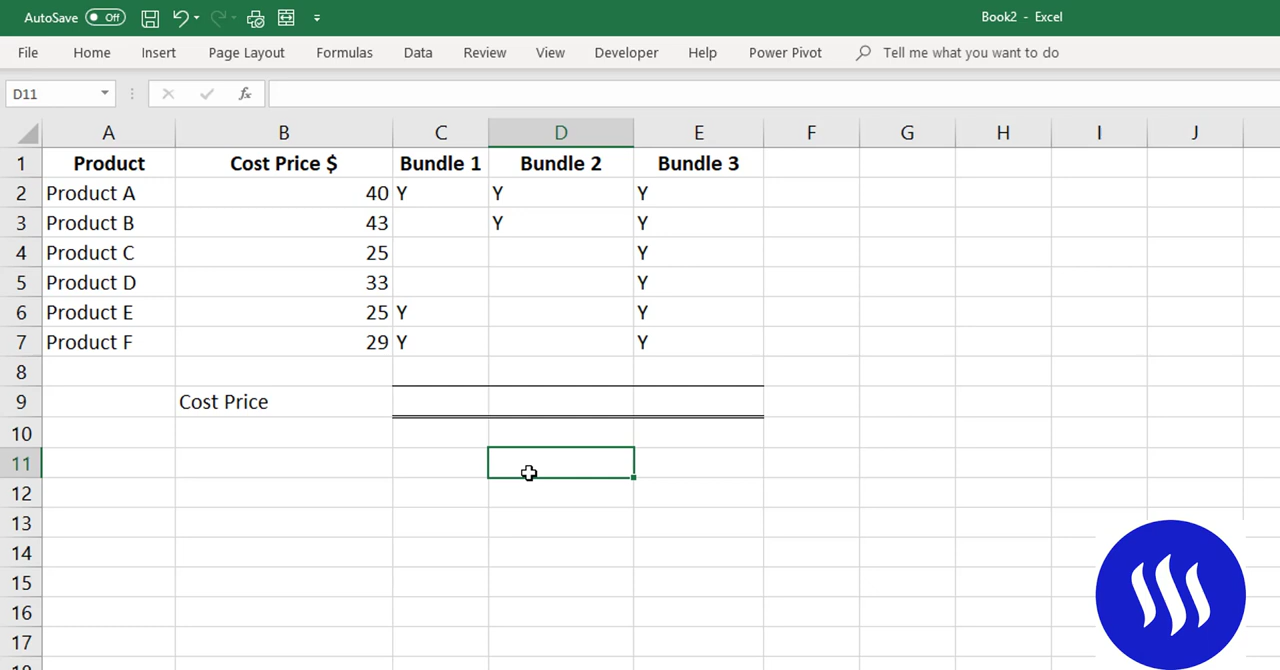 AutoSave Off Book2 - Excel
File Home Insert Page Layout Formulas Data Review View Developer Help Power Pivot Tell me what you want to do
D11 fx
A B C D E F G H I J
1 Product Cost Price $ Bundle 1 Bundle 2 Bundle 3
2 Product A 40 Y Y Y
3 Product B 43 Y Y
4 Product C 25 Y
5 Product D 33 Y
6 Product E 25 Y Y
7 Product F 29 Y Y
8
9 Cost Price
10
11
12
13
14
15
16
17